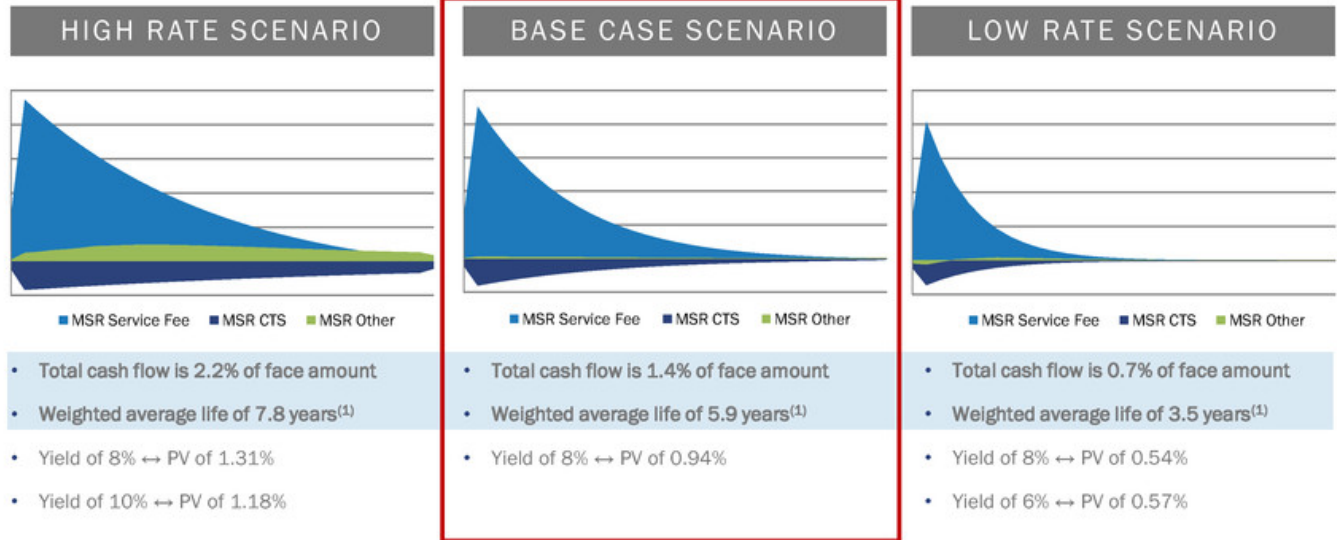 HIGH RATE SCENARIO
■ MSR Service Fee ■ MSR CTS ■ MSR Other
• Total cash flow is 2.2% of face amount
• Weighted average life of 7.8 years(1)
• Yield of 8% ↔ PV of 1.31%
• Yield of 10% ↔ PV of 1.18%
BASE CASE SCENARIO
■ MSR Service Fee ■ MSR CTS ■ MSR Other
• Total cash flow is 1.4% of face amount
• Weighted average life of 5.9 years(1)
• Yield of 8% ↔ PV of 0.94%
LOW RATE SCENARIO
■ MSR Service Fee ■ MSR CTS ■ MSR Other
• Total cash flow is 0.7% of face amount
• Weighted average life of 3.5 years(1)
• Yield of 8% ↔ PV of 0.54%
• Yield of 6% ↔ PV of 0.57%